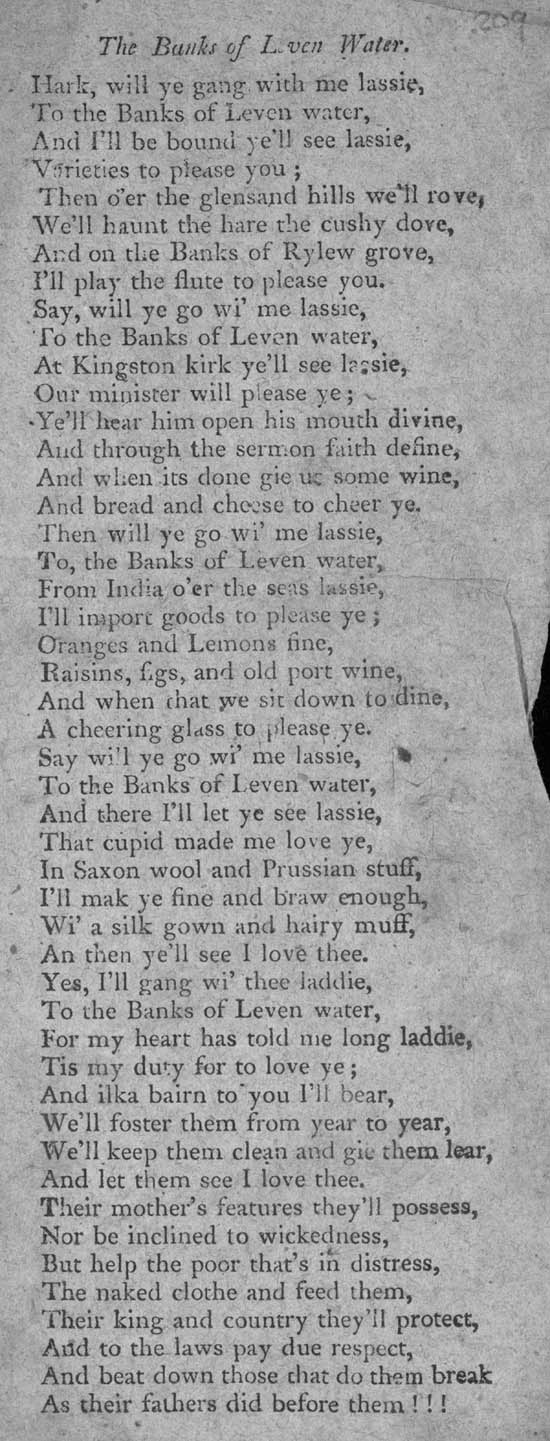 209
The Banks of Leven Water.
Hark, will ye gang with me lassie,
To the Banks of Leven water,
And I'll be bound ye'll see lassie,
Varieties to please you;
Then o'er the glensand hills we'll rove,
We'll haunt the hare the cushy dove,
And on the Banks of Rylew grove,
I'll play the flute to please you.
Say, will ye go wi' me lassie,
To the Banks of Leven water,
At Kingston kirk ye'll see lassie,
Our minister will please ye;
Ye'll hear him open his mouth divine,
And through the sermon faith define,
And when its done gie us some wine,
And bread and cheese to cheer ye.
Then will ye go wi' me lassie,
To, the Banks of Leven water,
From India o'er the seas lassie,
I'll import goods to please ye;
Oranges and Lemons fine,
Raisins, figs, and old port wine,
And when that we sit down to dine,
A cheering glass to please ye.
Say will ye go wi' me lassie,
To the Banks of Leven water,
And there I'll let ye see lassie,
That cupid made me love ye,
In Saxon wool and Prussian stuff,
I'll mak ye fine and braw enough,
Wi' a silk gown and hairy muff,
An then ye'll see I love thee.
Yes, I'll gang wi' thee laddie,
To the Banks of Leven water,
For my heart has told me long laddie,
Tis my duty for to love ye;
And ilka bairn to you I'll bear,
We'll foster them from year to year,
We'll keep them clean and gie them lear,
And let them see I love thee.
Their mother's features they'll possess,
Nor be inclined to wickedness,
But help the poor that's in distress,
The naked clothe and feed them,
Their king and country they'll protect,
And to the laws pay due respect,
And beat down those that do them break
As their fathers did before them!!!